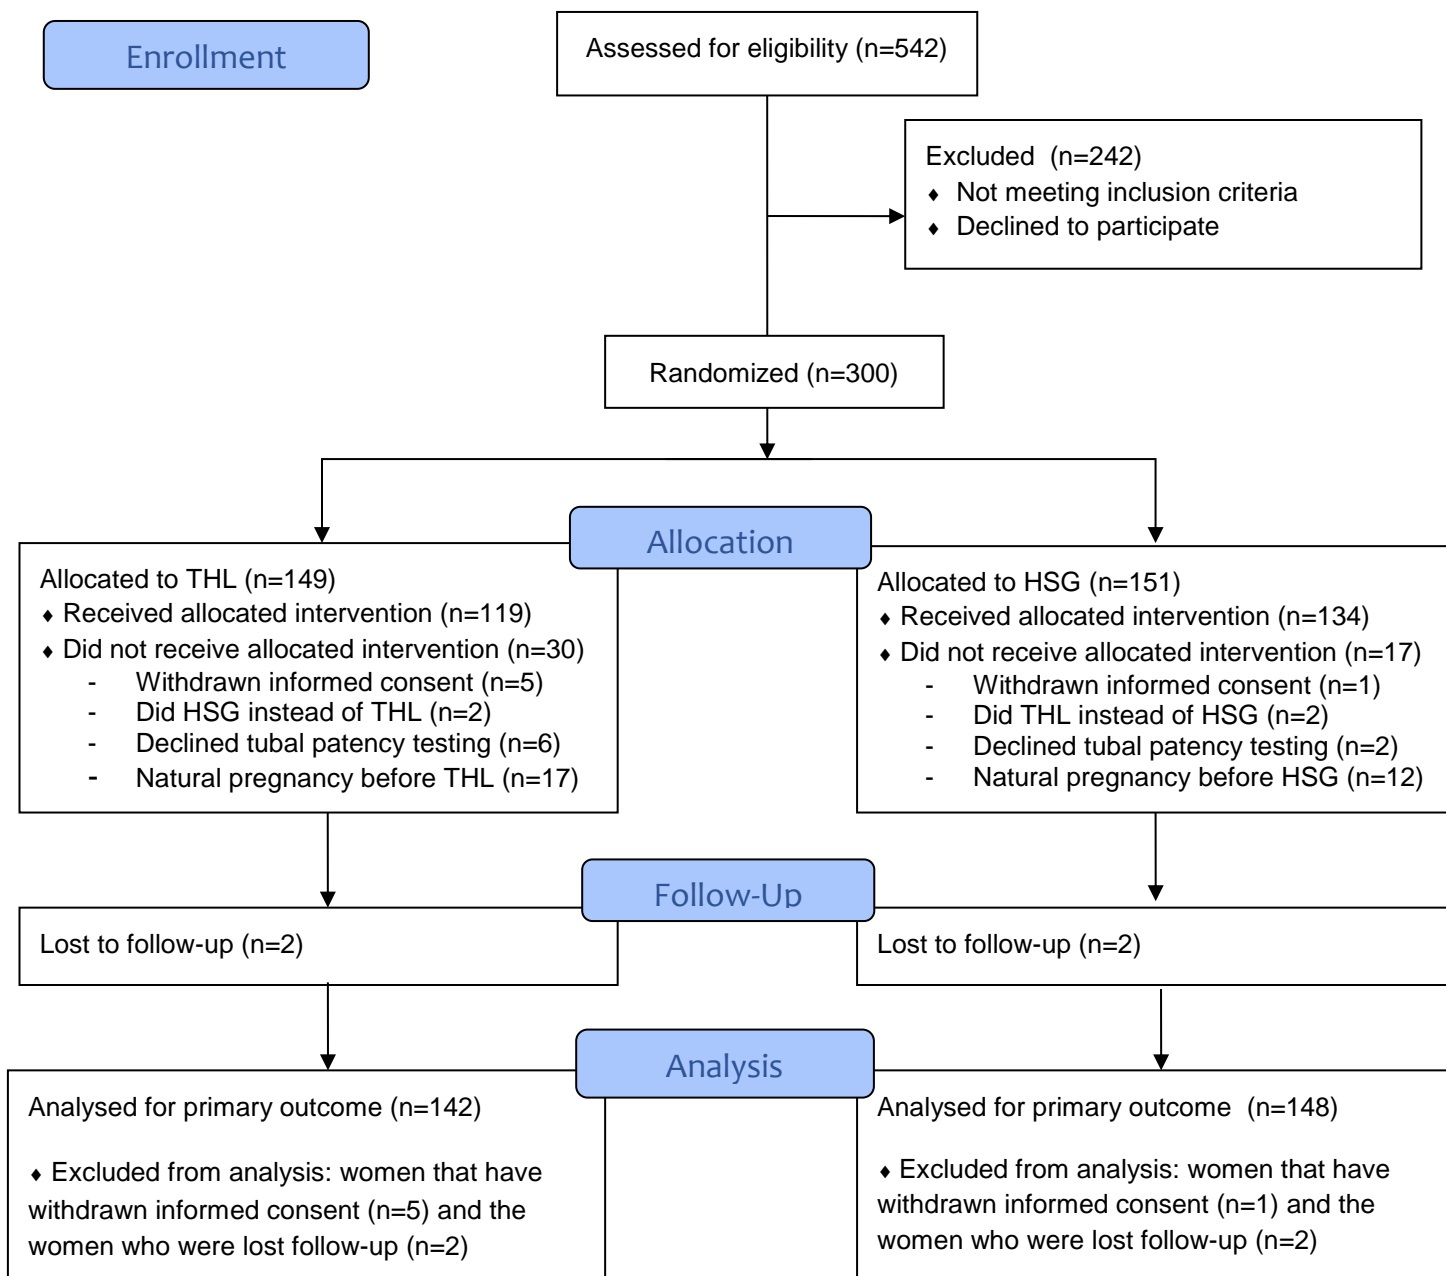 Enrollment
Assessed for eligibility (n=542)
Excluded  (n=242)
♦ Not meeting inclusion criteria
♦ Declined to participate
Randomized (n=300)
Allocation
Allocated to THL (n=149)
♦ Received allocated intervention (n=119)
♦ Did not receive allocated intervention (n=30)
- Withdrawn informed consent (n=5)
- Did HSG instead of THL (n=2)
- Declined tubal patency testing (n=6)
- Natural pregnancy before THL (n=17)
Allocated to HSG (n=151)
♦ Received allocated intervention (n=134)
♦ Did not receive allocated intervention (n=17)
- Withdrawn informed consent (n=1)
- Did THL instead of HSG (n=2)
- Declined tubal patency testing (n=2)
- Natural pregnancy before HSG (n=12)
Follow-Up
Lost to follow-up (n=2)
Lost to follow-up (n=2)
Analysis
Analysed for primary outcome (n=142)
♦ Excluded from analysis: women that have
withdrawn informed consent (n=5) and the
women who were lost follow-up (n=2)
Analysed for primary outcome  (n=148)
♦ Excluded from analysis: women that have
withdrawn informed consent (n=1) and the
women who were lost follow-up (n=2)